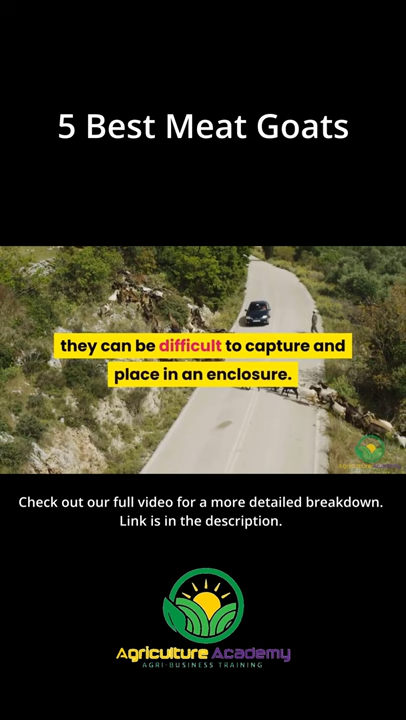 5 Best Meat Goats
they can be difficult to capture and
place in an enclosure.
Check out our full video for a more detailed breakdown.
Link is in the description.
Agriculture Academy
AGRI-BUSINESS TRAINING